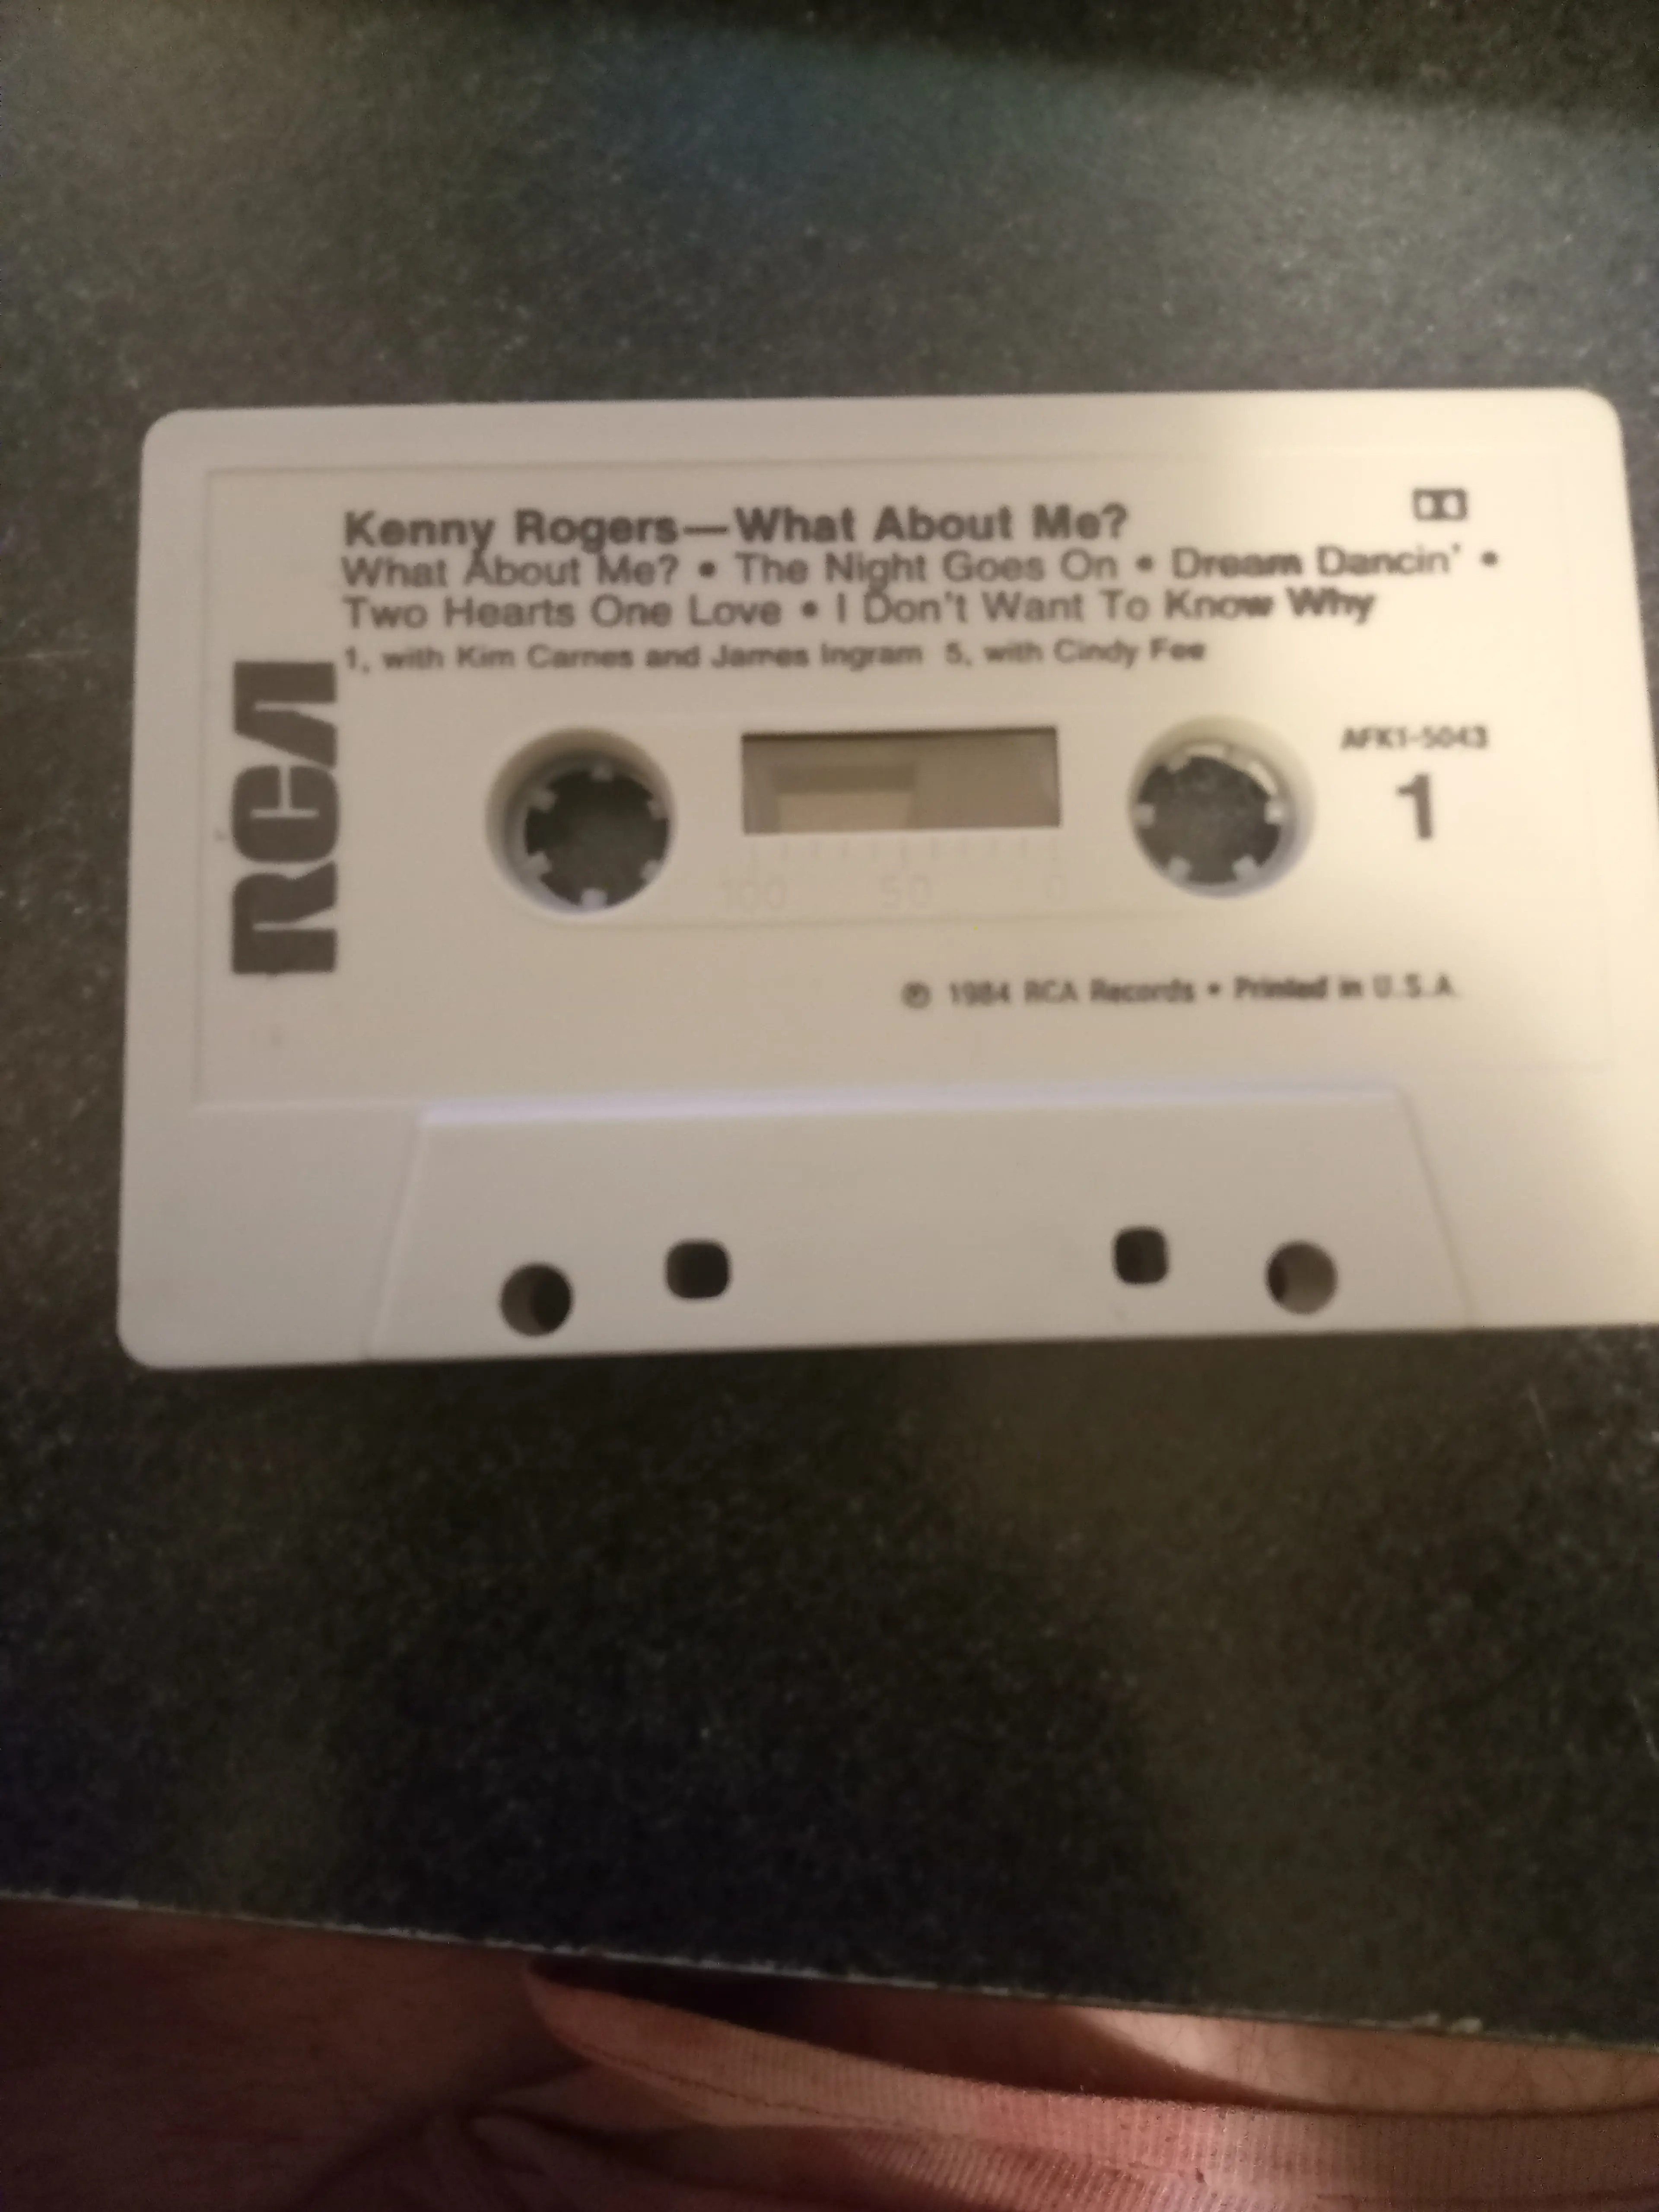 Kenny Rogers—What About Me?
What About Me? • The Night Goes On • Dream Dancin' •
Two Hearts One Love • I Don't Want To Know Why
1, with Kim Carnes and James Ingram 5, with Cindy Fee
RCA
AFK1-5043
1
100 50 0
℗ 1984 RCA Records • Printed in U.S.A.